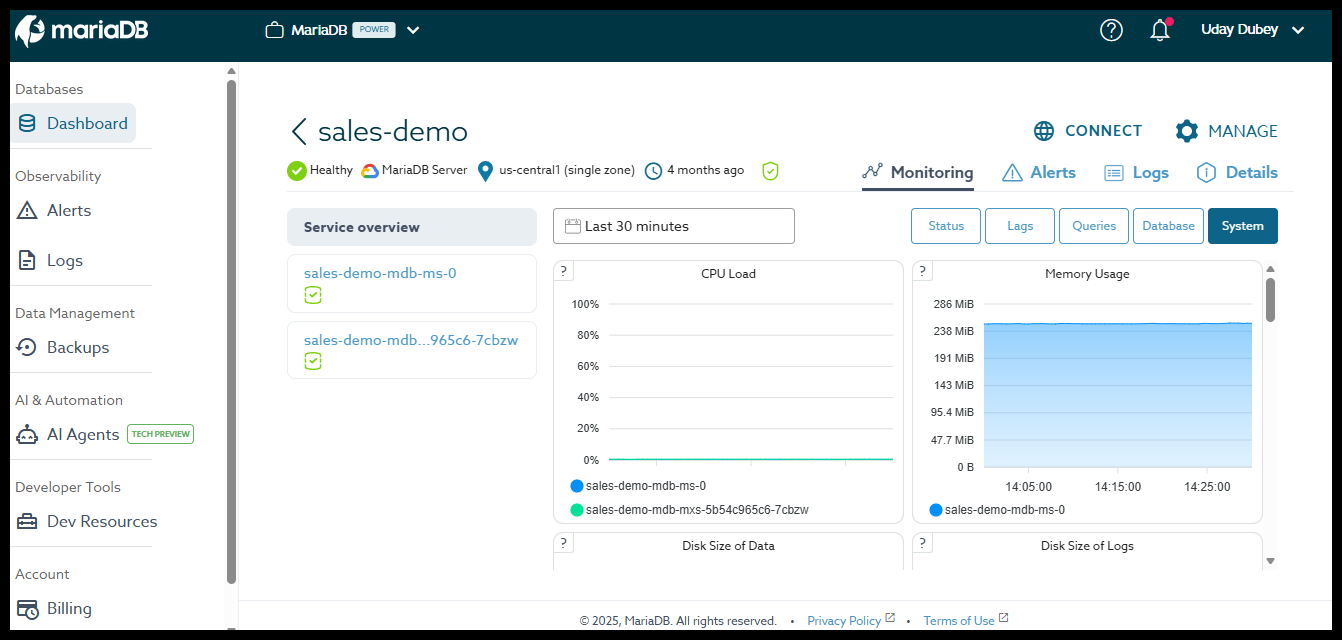 mariaDB
MariaDB POWER
Uday Dubey
Databases
Dashboard
Observability
Alerts
Logs
Data Management
Backups
AI & Automation
AI Agents TECH PREVIEW
Developer Tools
Dev Resources
Account
Billing
sales-demo
CONNECT MANAGE
Healthy MariaDB Server us-central1 (single zone) 4 months ago
Monitoring Alerts Logs Details
Service overview
sales-demo-mdb-ms-0
sales-demo-mdb...965c6-7cbzw
Last 30 minutes
Status Lags Queries Database System
? CPU Load
100%
80%
60%
40%
20%
0%
sales-demo-mdb-ms-0
sales-demo-mdb-mxs-5b54c965c6-7cbzw
? Memory Usage
286 MiB
238 MiB
191 MiB
143 MiB
95.4 MiB
47.7 MiB
0 B
14:05:00 14:15:00 14:25:00
sales-demo-mdb-ms-0
? Disk Size of Data
? Disk Size of Logs
© 2025, MariaDB. All rights reserved. • Privacy Policy • Terms of Use